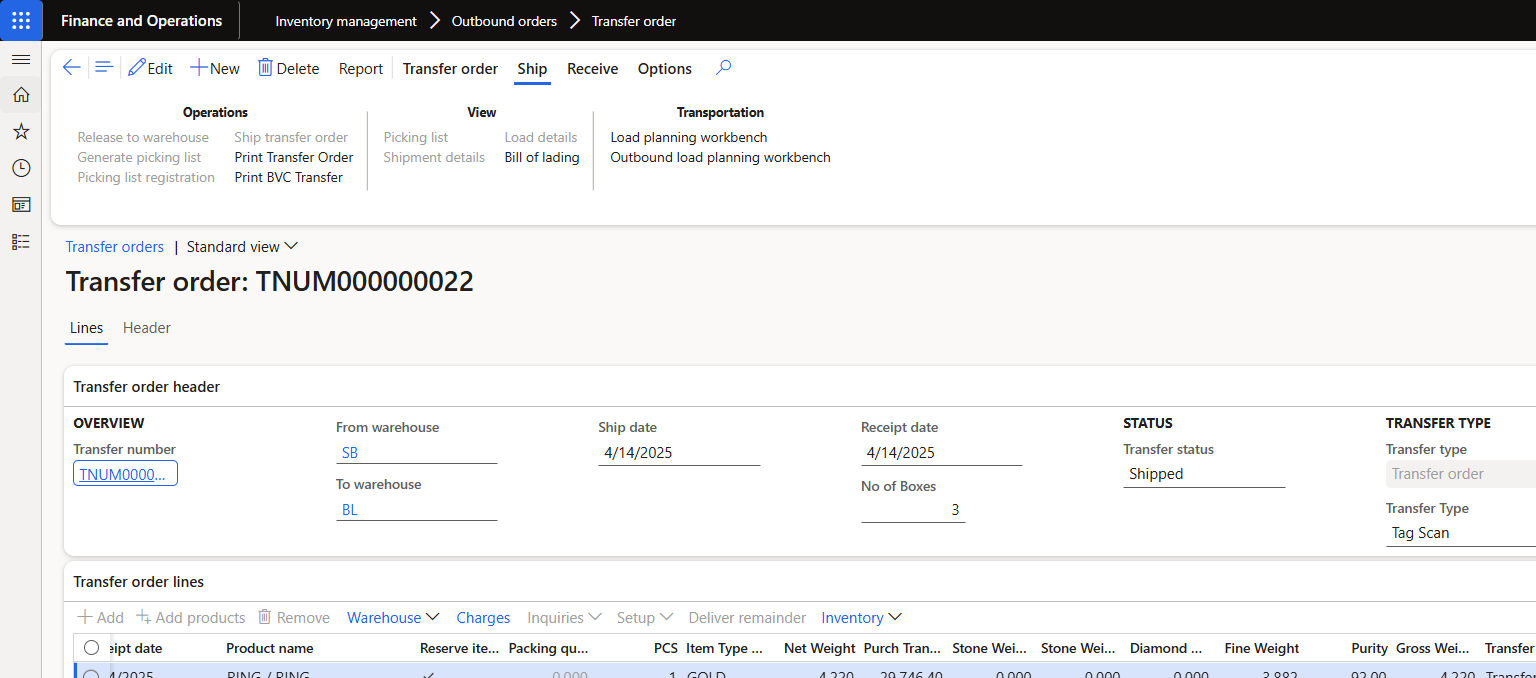 Finance and Operations
Inventory management > Outbound orders > Transfer order
Edit New Delete Report Transfer order Ship Receive Options
Operations View Transportation
Release to warehouse Ship transfer order Picking list Load details Load planning workbench
Generate picking list Print Transfer Order Shipment details Bill of lading Outbound load planning workbench
Picking list registration Print BVC Transfer
Transfer orders | Standard view
Transfer order: TNUM000000022
Lines Header
Transfer order header
OVERVIEW
Transfer number
TNUM0000...
From warehouse
SB
To warehouse
BL
Ship date
4/14/2025
Receipt date
4/14/2025
No of Boxes
3
STATUS
Transfer status
Shipped
TRANSFER TYPE
Transfer type
Transfer order
Transfer Type
Tag Scan
Transfer order lines
Add Add products Remove Warehouse Charges Inquiries Setup Deliver remainder Inventory
eipt date Product name Reserve ite... Packing qu... PCS Item Type ... Net Weight Purch Tran... Stone Wei... Stone Wei... Diamond ... Fine Weight Purity Gross Wei... Transfer
4/2025 RING / RING 0.000 1 GOLD 4.220 29,746.40 0.000 0.000 0.000 3.882 92.00 4.220 Transfe